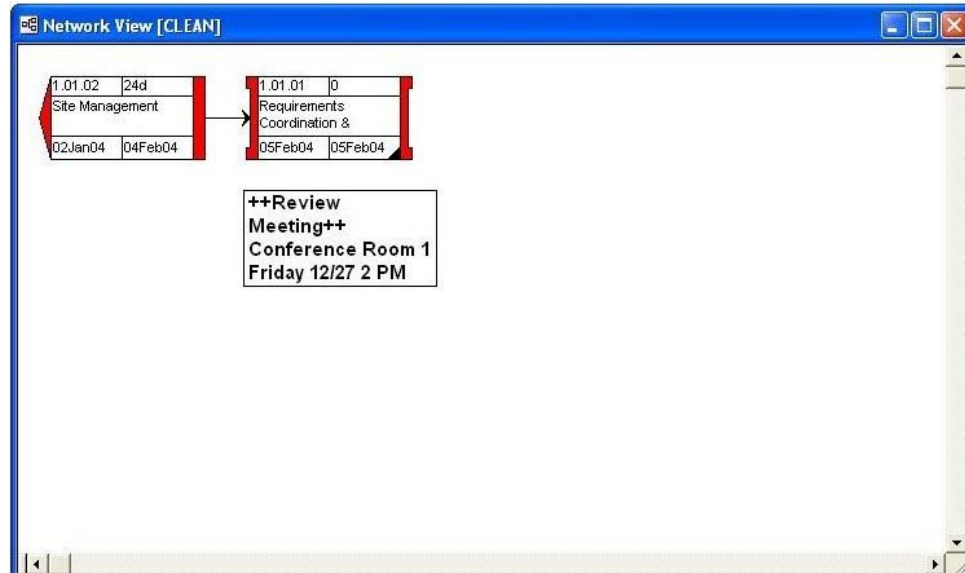 Network View [CLEAN]
1.01.02 24d
Site Management
02Jan04 04Feb04
1.01.01 0
Requirements
Coordination &
05Feb04 05Feb04
++Review
Meeting++
Conference Room 1
Friday 12/27 2 PM